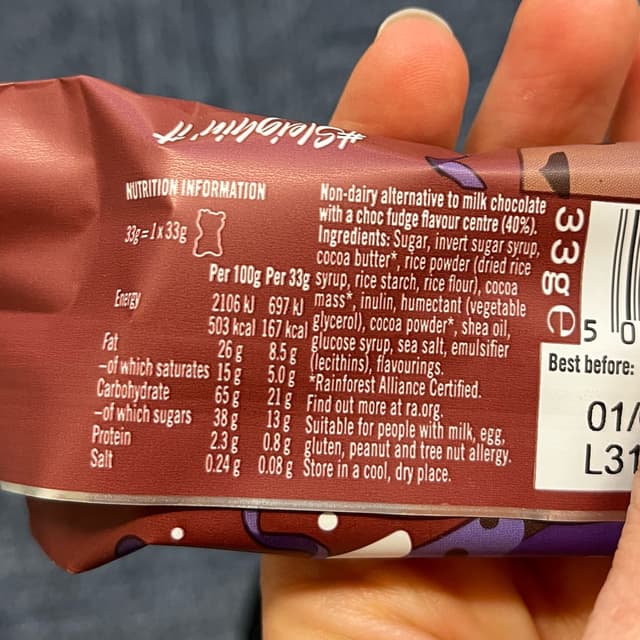 #Sleighin' it
NUTRITION INFORMATION
33g=1x33g
Per 100g Per 33g
Energy 2106 kJ 697 kJ
503 kcal 167 kcal
Fat 26 g 8.5 g
–of which saturates 15 g 5.0 g
Carbohydrate 65 g 21 g
–of which sugars 38 g 13 g
Protein 2.3 g 0.8 g
Salt 0.24 g 0.08 g
Non-dairy alternative to milk chocolate
with a choc fudge flavour centre (40%).
Ingredients: Sugar, invert sugar syrup,
cocoa butter*, rice powder (dried rice
syrup, rice starch, rice flour), cocoa
mass*, inulin, humectant (vegetable
glycerol), cocoa powder*, shea oil,
glucose syrup, sea salt, emulsifier
(lecithins), flavourings.
*Rainforest Alliance Certified.
Find out more at ra.org.
Suitable for people with milk, egg,
gluten, peanut and tree nut allergy.
Store in a cool, dry place.
33g e
5 0
Best before:
01/
L31